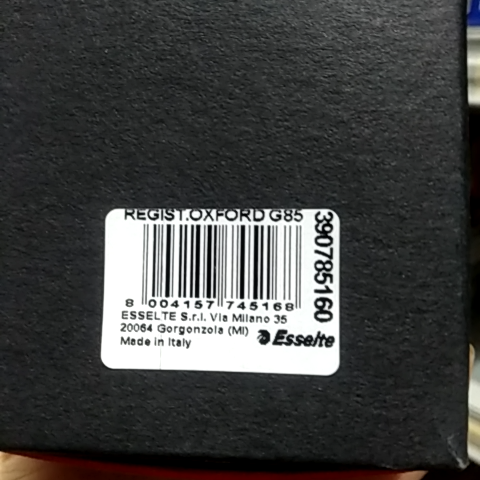 REGIST.OXFORD G85
390785160
8 004157 745168
ESSELTE S.r.l. Via Milano 35
20064 Gorgonzola (MI)
Made in Italy
Esselte